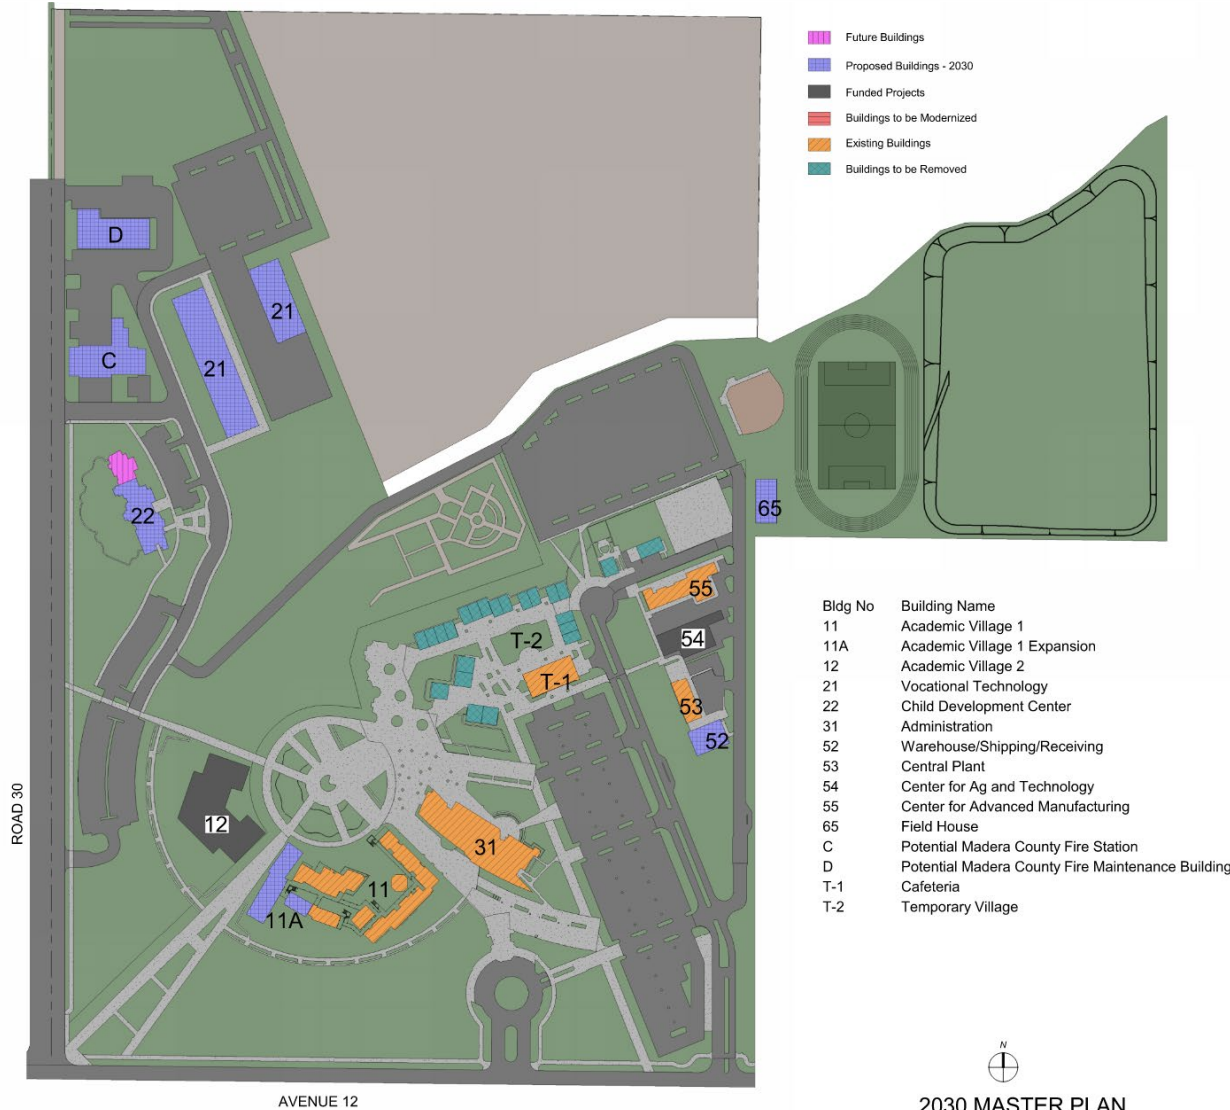 Future Buildings
Proposed Buildings - 2030
Funded Projects
Buildings to be Modernized
Existing Buildings
Buildings to be Removed
D
21
C
21
22
65
55
54
T-2
T-1
53
52
12
31
11
11A
ROAD 30
AVENUE 12
Bldg No Building Name
11 Academic Village 1
11A Academic Village 1 Expansion
12 Academic Village 2
21 Vocational Technology
22 Child Development Center
31 Administration
52 Warehouse/Shipping/Receiving
53 Central Plant
54 Center for Ag and Technology
55 Center for Advanced Manufacturing
65 Field House
C Potential Madera County Fire Station
D Potential Madera County Fire Maintenance Building
T-1 Cafeteria
T-2 Temporary Village
N
2030 MASTER PLAN